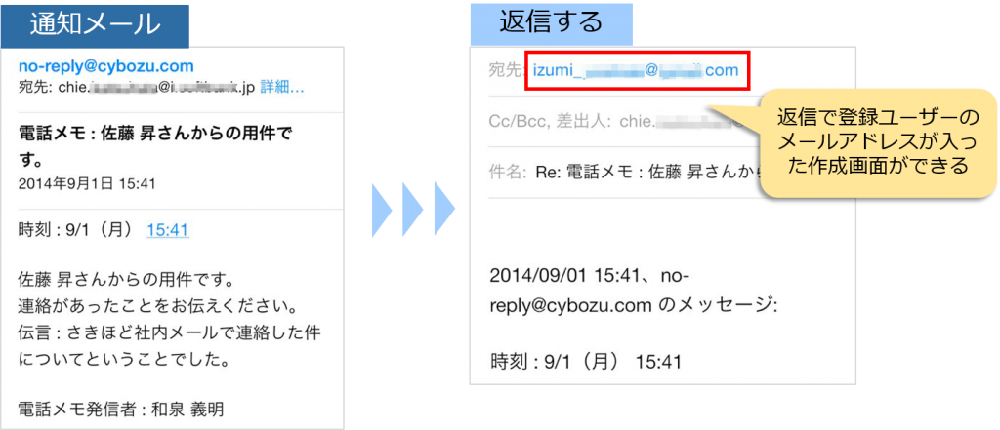 通知メール
no-reply@cybozu.com
宛先: chie. @i .jp 詳細...
電話メモ : 佐藤 昇さんからの用件で
す。
2014年9月1日 15:41
時刻 : 9/1（月） 15:41
佐藤 昇さんからの用件です。
連絡があったことをお伝えください。
伝言 : さきほど社内メールで連絡した件
についてということでした。
電話メモ発信者 : 和泉 義明
返信する
宛先: izumi_ @ .com
Cc/Bcc, 差出人: chie.
件名: Re: 電話メモ : 佐藤 昇さんか
2014/09/01 15:41、no-
reply@cybozu.com のメッセージ:
時刻 : 9/1（月） 15:41
返信で登録ユーザーの
メールアドレスが入っ
た作成画面ができる